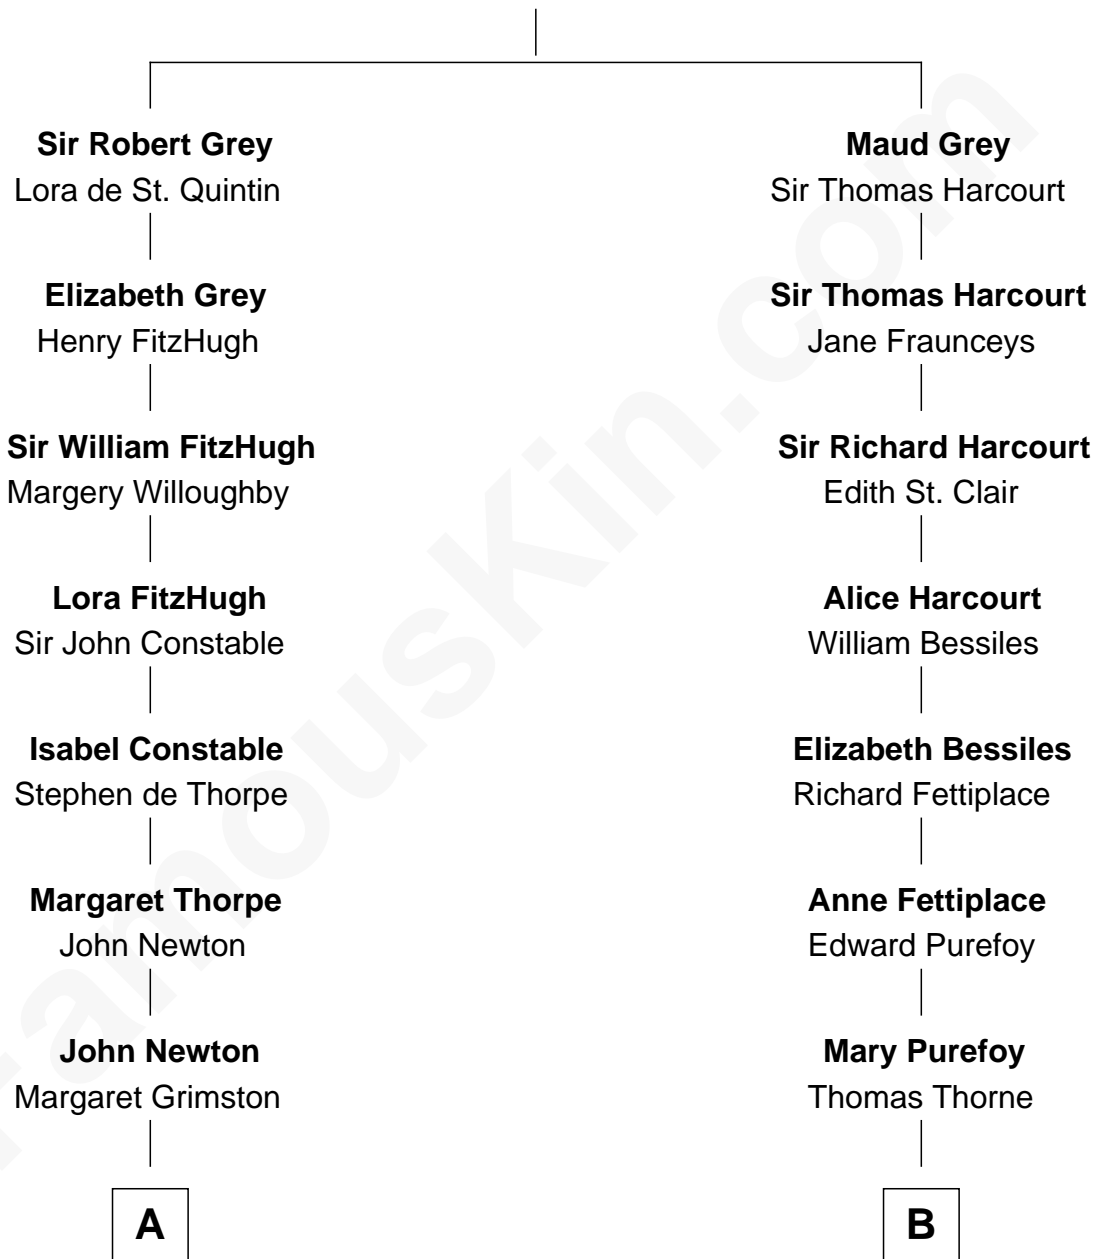 Sir Robert Grey
Lora de St. Quintin
Elizabeth Grey
Henry FitzHugh
Sir William FitzHugh
Margery Willoughby
Lora FitzHugh
Sir John Constable
Isabel Constable
Stephen de Thorpe
Margaret Thorpe
John Newton
John Newton
Margaret Grimston
A
Maud Grey
Sir Thomas Harcourt
Sir Thomas Harcourt
Jane Fraunceys
Sir Richard Harcourt
Edith St. Clair
Alice Harcourt
William Bessiles
Elizabeth Bessiles
Richard Fettiplace
Anne Fettiplace
Edward Purefoy
Mary Purefoy
Thomas Thorne
B
FamousKin.com